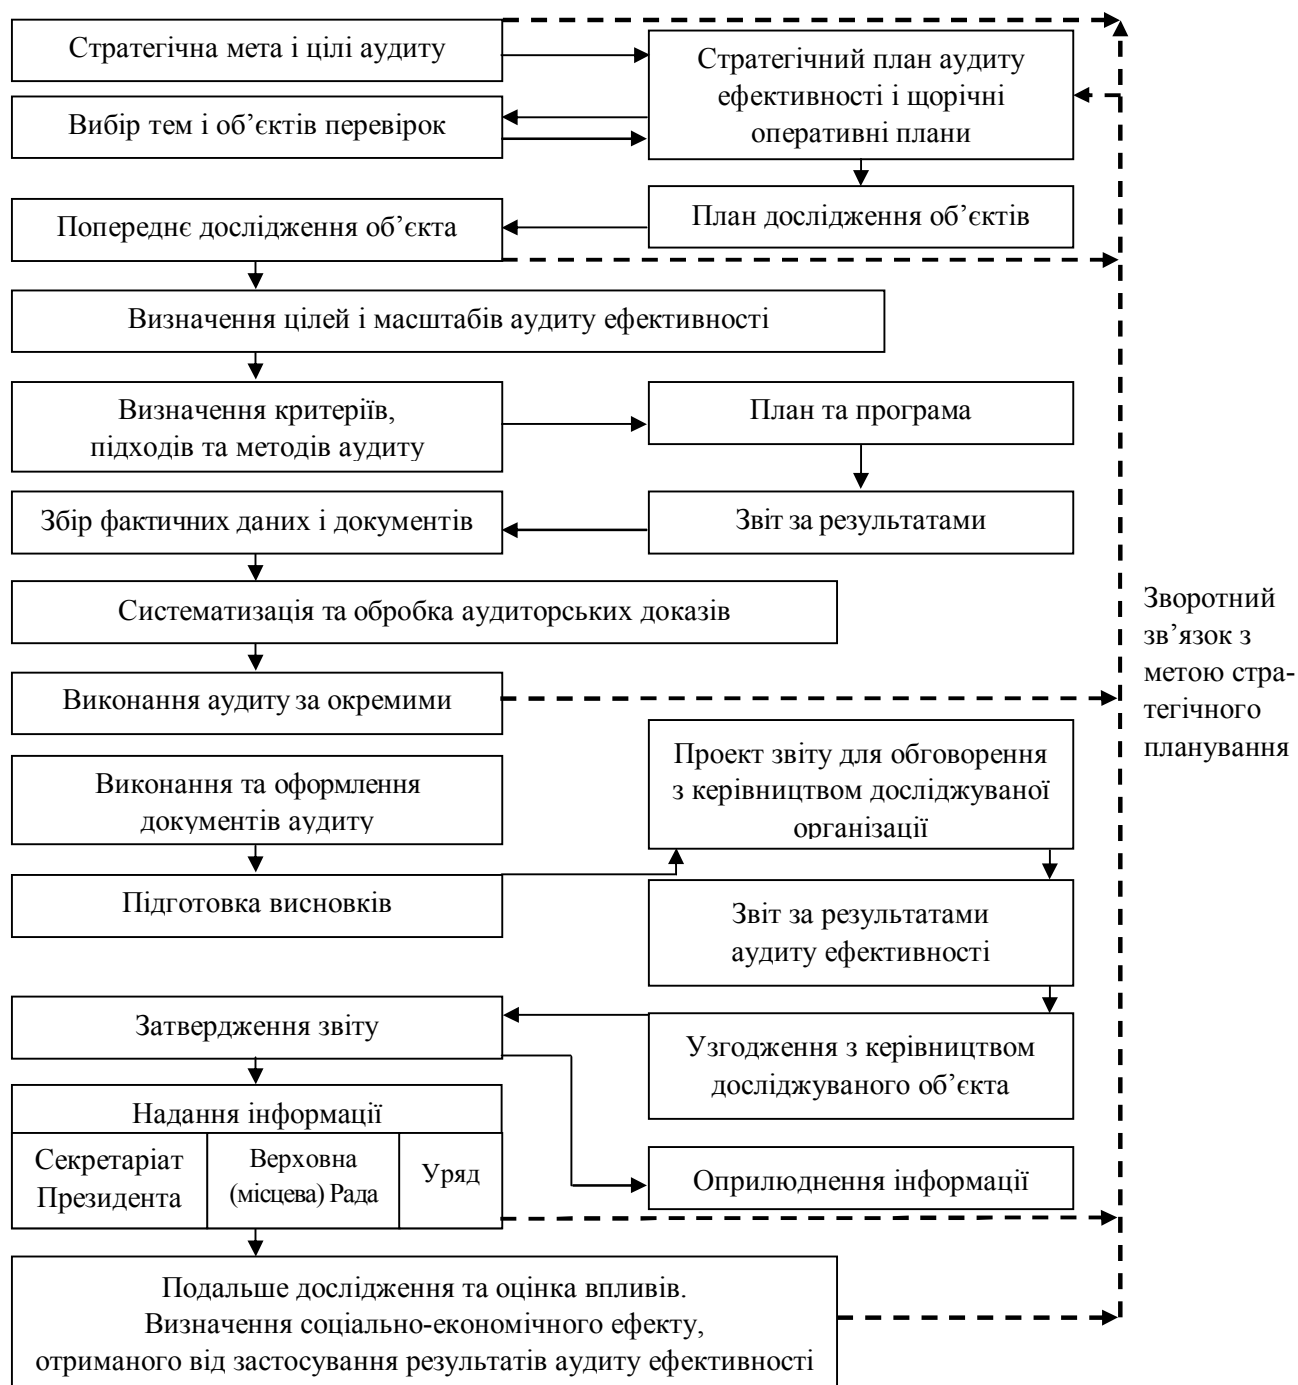 Стратегічна мета і цілі аудиту
Стратегічний план аудиту
ефективності і щорічні
оперативні плани
Вибір тем і об’єктів перевірок
План дослідження об’єктів
Попереднє дослідження об’єкта
Визначення цілей і масштабів аудиту ефективності
Визначення критеріїв,
підходів та методів аудиту
План та програма
Збір фактичних даних і документів
Звіт за результатами
Систематизація та обробка аудиторських доказів
Зворотний
зв’язок з
метою стра-
тегічного
планування
Виконання аудиту за окремими
Проект звіту для обговорення
з керівництвом досліджуваної
організації
Виконання та оформлення
документів аудиту
Підготовка висновків
Звіт за результатами
аудиту ефективності
Затвердження звіту
Узгодження з керівництвом
досліджуваного об’єкта
Надання інформації
Секретаріат
Президента
Верховна
(місцева) Рада
Уряд
Оприлюднення інформації
Подальше дослідження та оцінка впливів.
Визначення соціально-економічного ефекту,
отриманого від застосування результатів аудиту ефективності